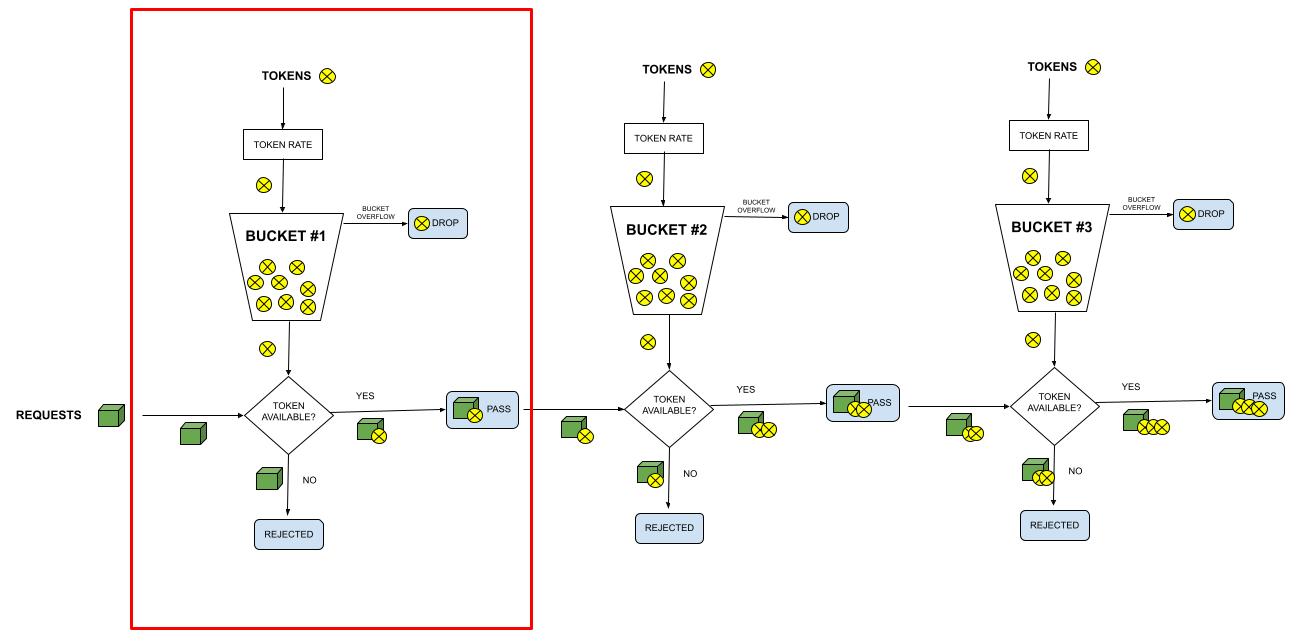 TOKENS
TOKEN RATE
BUCKET
OVERFLOW
DROP
BUCKET #1
REQUESTS
TOKEN
AVAILABLE?
YES
PASS
NO
REJECTED
TOKENS
TOKEN RATE
BUCKET
OVERFLOW
DROP
BUCKET #2
TOKEN
AVAILABLE?
YES
PASS
NO
REJECTED
TOKENS
TOKEN RATE
BUCKET
OVERFLOW
DROP
BUCKET #3
TOKEN
AVAILABLE?
YES
PASS
NO
REJECTED